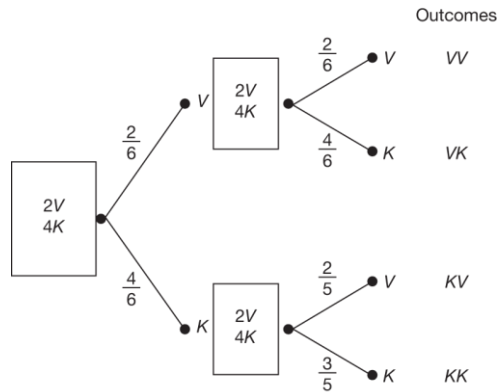 Outcomes
2/6 V VV
2V
4K
V
2/6
4/6 K VK
2V
4K
4/6
2/5 V KV
K
2V
4K
3/5 K KK